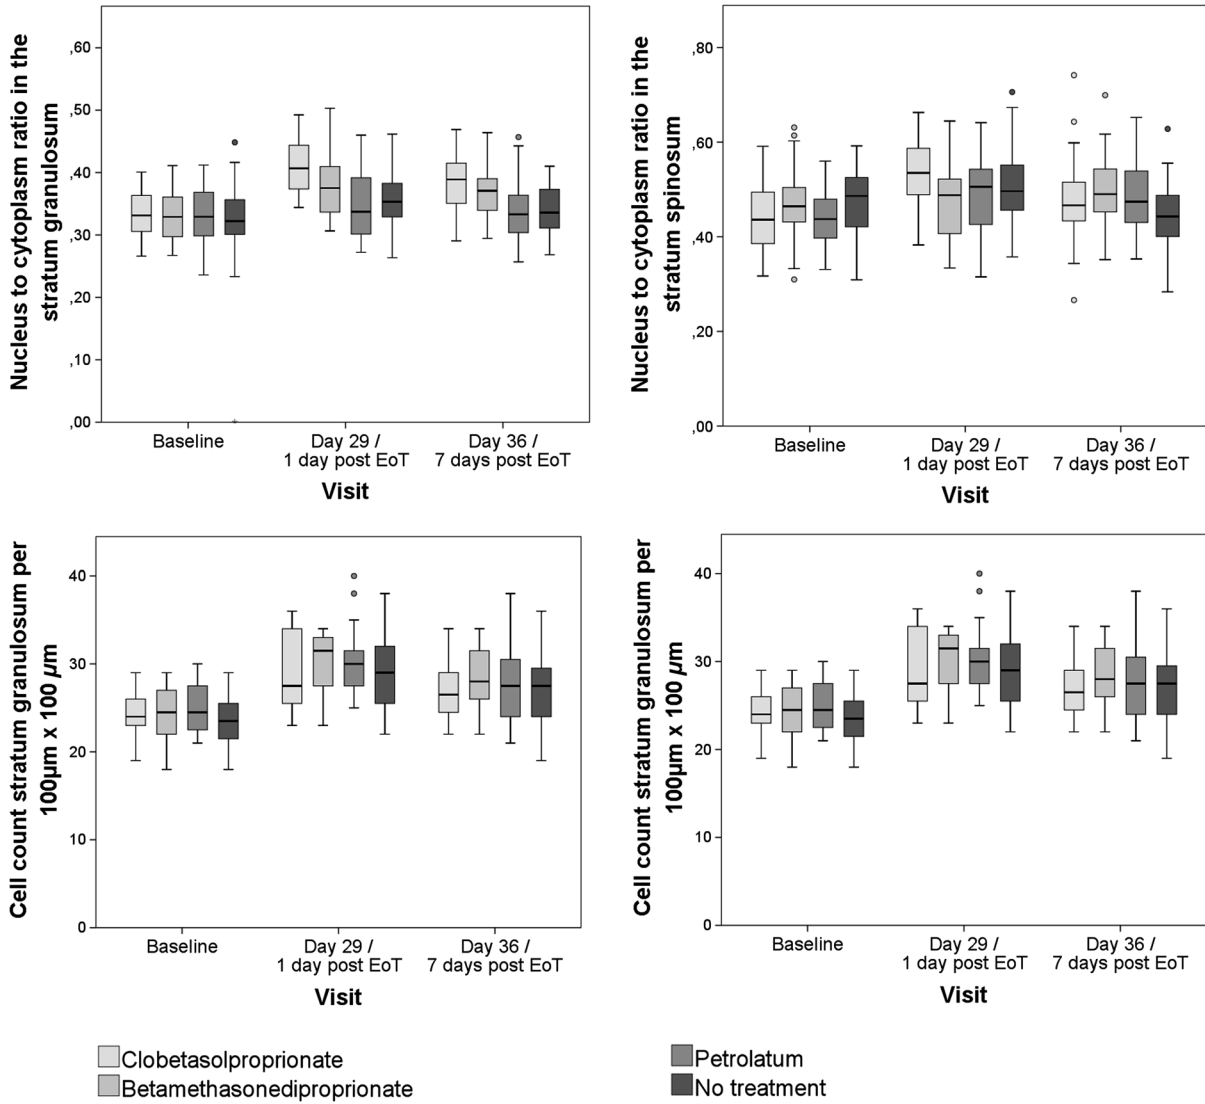 Nucleus to cytoplasm ratio in the
stratum granulosum
,60
,50
,40
,30
,20
,10
,00
Baseline
Day 29 /
1 day post EoT
Day 36 /
7 days post EoT
Visit
Nucleus to cytoplasm ratio in the
stratum spinosum
,80
,60
,40
,20
,00
Baseline
Day 29 /
1 day post EoT
Day 36 /
7 days post EoT
Visit
Cell count stratum granulosum per
100µm x 100 µm
40
30
20
10
0
Baseline
Day 29 /
1 day post EoT
Day 36 /
7 days post EoT
Visit
Cell count stratum granulosum per
100µm x 100 µm
40
30
20
10
0
Baseline
Day 29 /
1 day post EoT
Day 36 /
7 days post EoT
Visit
Clobetasolproprionate
Betamethasonediproprionate
Petrolatum
No treatment